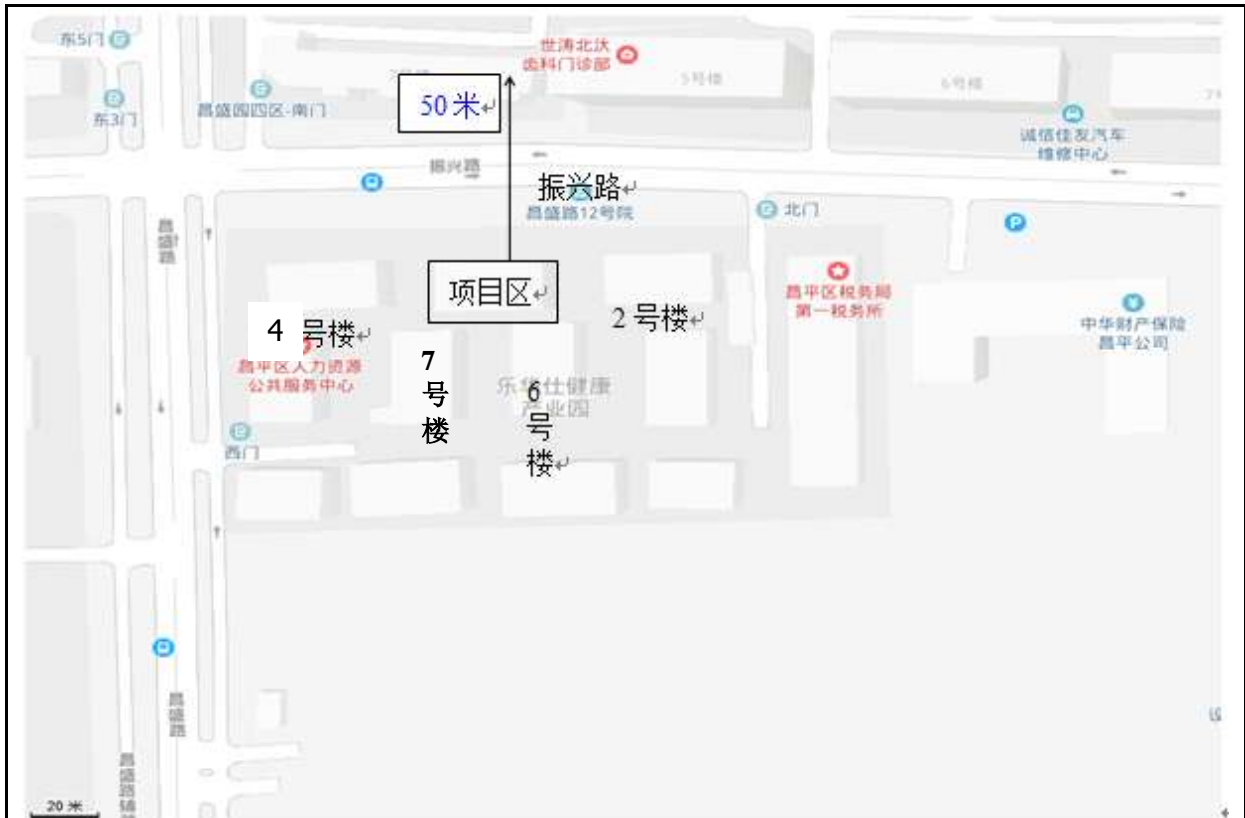 东5门
东3门
昌盛园四区-南门
世涛北汏
齿科门诊部
5号楼
6号楼
50 米
诚信佳友汽车
维修中心
振兴路
振兴路
昌盛路12号院
北门
昌盛路
项目区
昌平区税务局
第一税务所
4 号楼
2 号楼
中华财产保险
昌平公司
昌平区人力资源
公共服务中心
7
号
楼
乐华仕健康
产业园
6
号
楼
西门
昌盛路
昌盛路辅
20 米